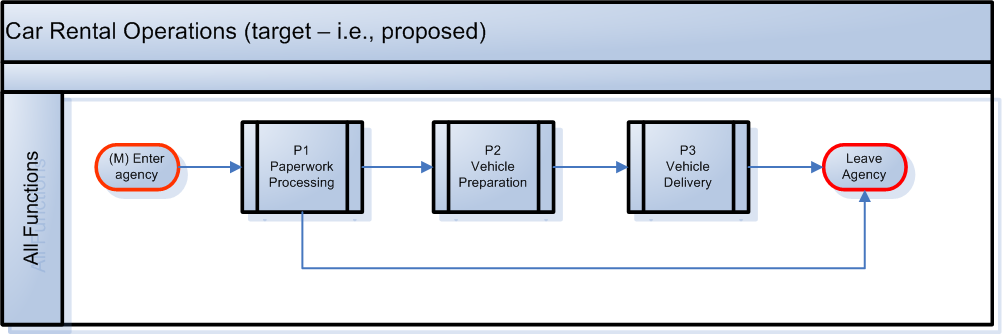 Car Rental Operations (target – i.e., proposed)
All Functions
(M) Enter
agency
P1
Paperwork
Processing
P2
Vehicle
Preparation
P3
Vehicle
Delivery
Leave
Agency